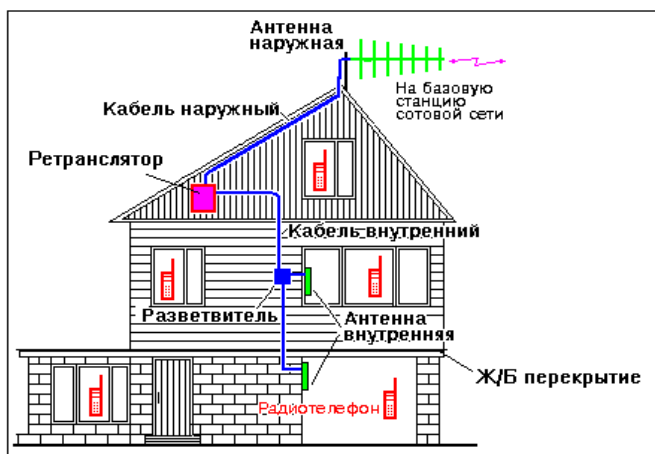 Антенна
наружная
На базовую
станцию
сотовой сети
Кабель наружный
Ретранслятор
Кабель внутренний
Разветвитель
Антенна
внутренняя
Ж/Б перекрытие
Радиотелефон